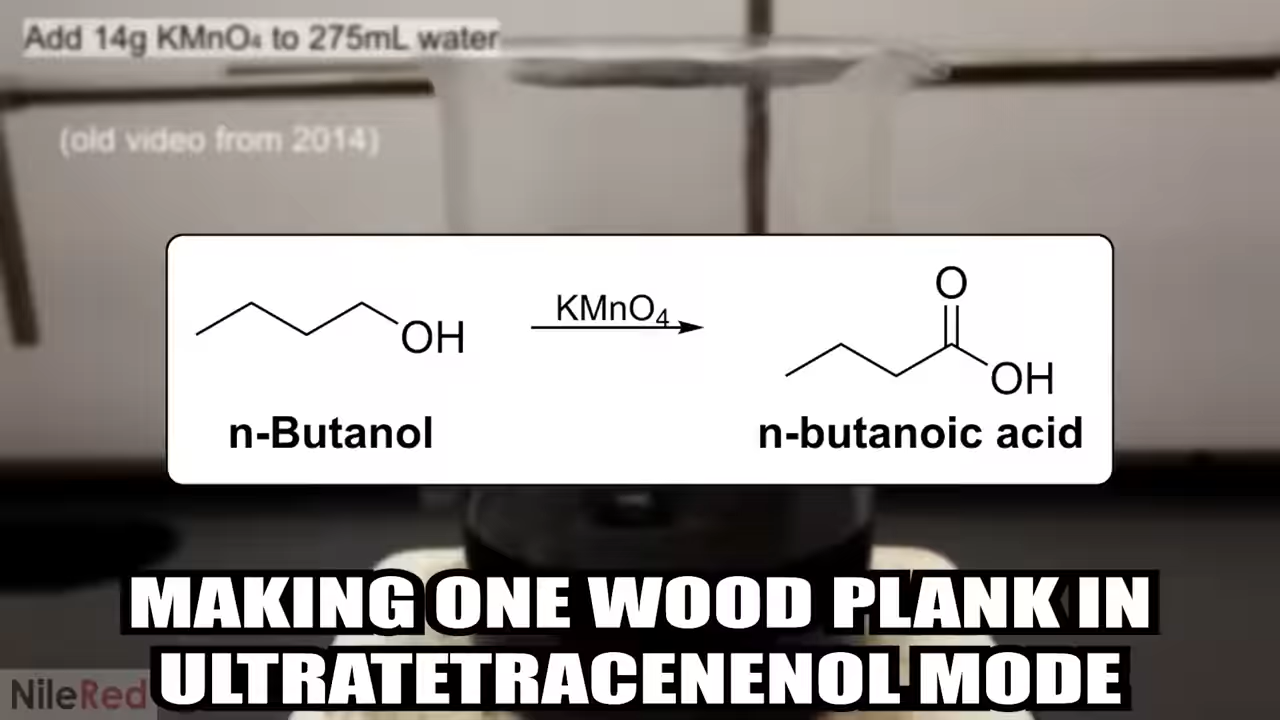 Add 14g KMnO₄ to 275mL water
(old video from 2014)
O
KMnO₄
OH
OH
n-Butanol
n-butanoic acid
MAKING ONE WOOD PLANK IN
ULTRATETRACENENOL MODE
NileRed